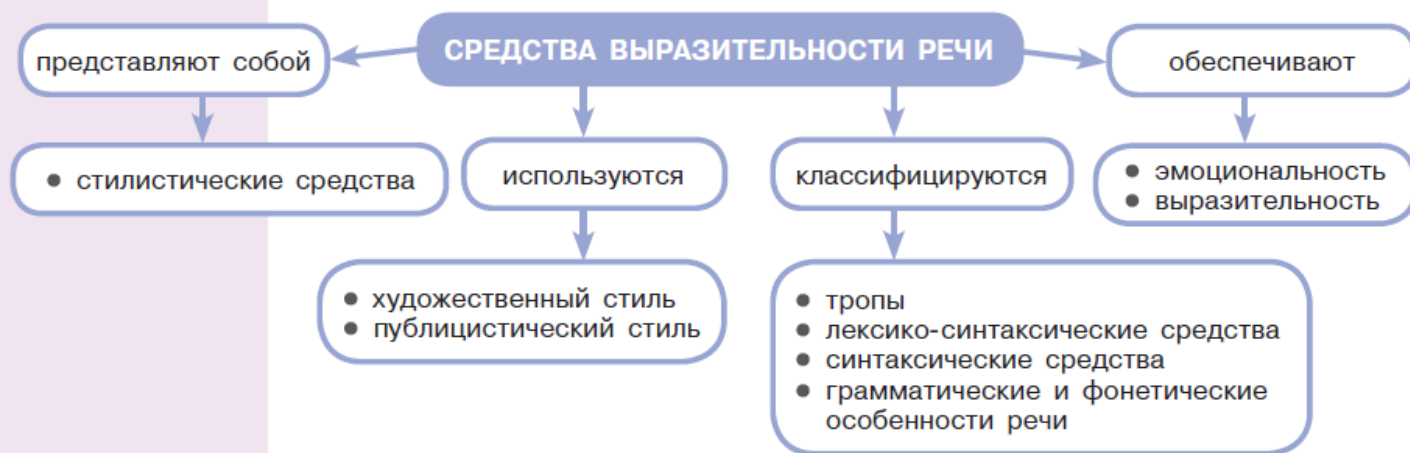 СРЕДСТВА ВЫРАЗИТЕЛЬНОСТИ РЕЧИ
представляют собой
• стилистические средства
используются
• художественный стиль
• публицистический стиль
классифицируются
• тропы
• лексико-синтаксические средства
• синтаксические средства
• грамматические и фонетические
особенности речи
обеспечивают
• эмоциональность
• выразительность